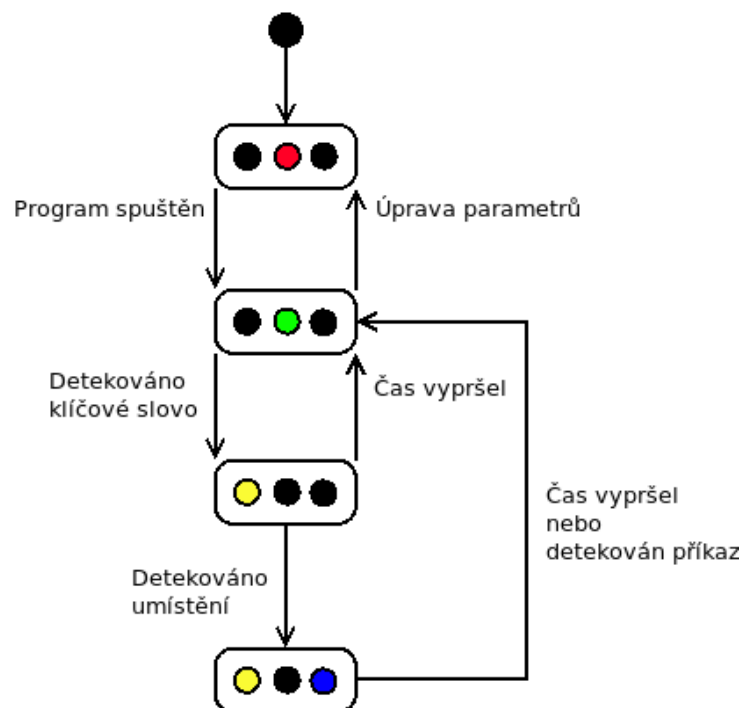 Program spuštěn
Úprava parametrů
Detekováno
klíčové slovo
Čas vypršel
Čas vypršel
nebo
detekován příkaz
Detekováno
umístění